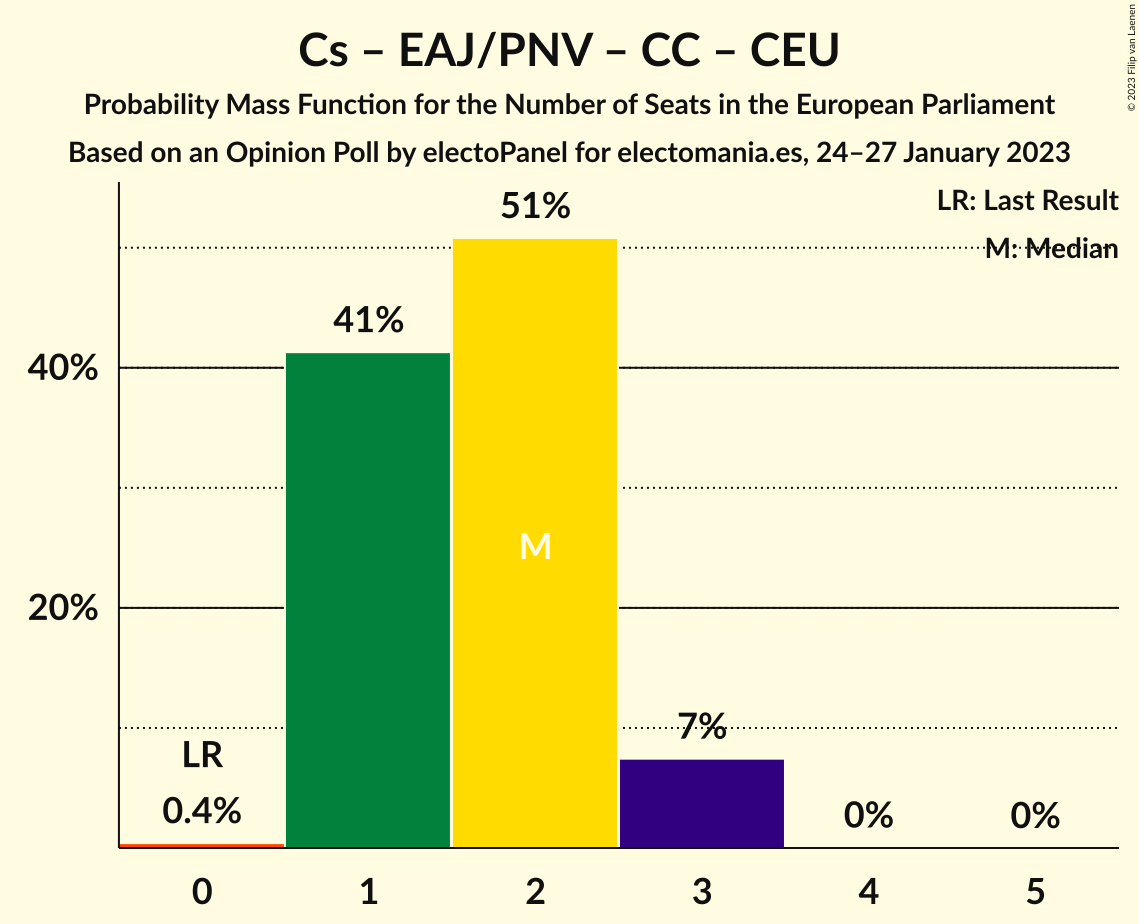 Cs – EAJ/PNV – CC – CEU
Probability Mass Function for the Number of Seats in the European Parliament
Based on an Opinion Poll by electoPanel for electomania.es, 24–27 January 2023
© 2023 Filip van Laenen
LR: Last Result
M: Median
51%
41%
40%
M
20%
7%
LR
0.4%
0%
0%
0
1
2
3
4
5